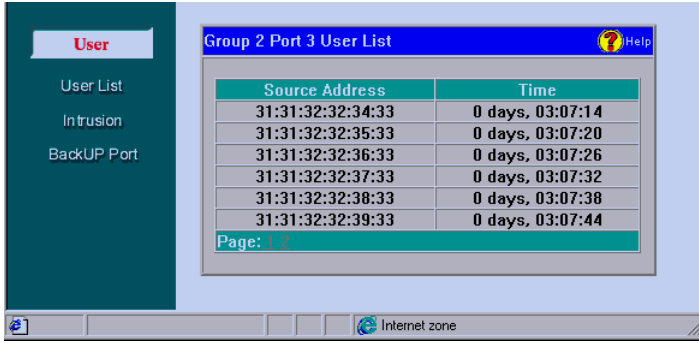 User
User List
Intrusion
BackUP Port
Group 2 Port 3 User List
Help
Source Address Time
31:31:32:32:34:33 0 days, 03:07:14
31:31:32:32:35:33 0 days, 03:07:20
31:31:32:32:36:33 0 days, 03:07:26
31:31:32:32:37:33 0 days, 03:07:32
31:31:32:32:38:33 0 days, 03:07:38
31:31:32:32:39:33 0 days, 03:07:44
Page: 1 2
Internet zone